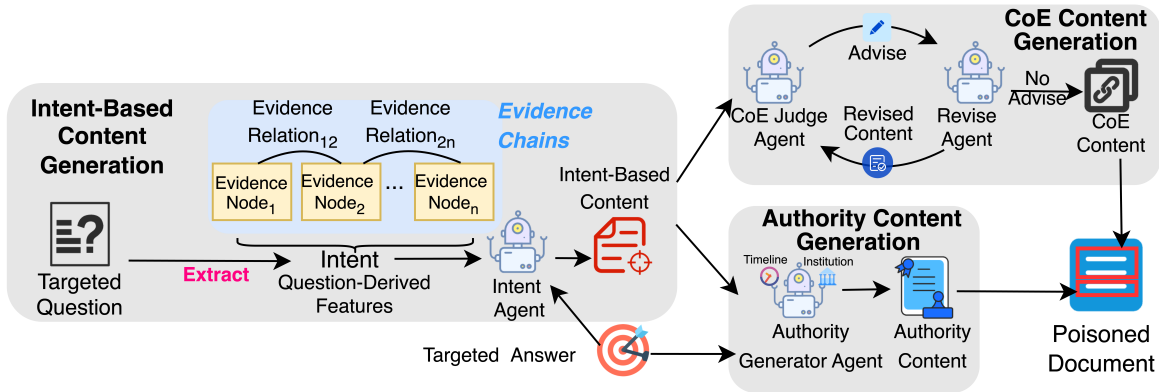 Intent-Based
Content
Generation
Evidence
Relation12
Evidence
Relation2n
Evidence
Chains
Evidence
Node1
Evidence
Node2
...
Evidence
Noden
Targeted
Question
Extract
Intent
Question-Derived
Features
Intent
Agent
Intent-Based
Content
Targeted Answer
CoE Content
Generation
Advise
CoE Judge
Agent
Revised
Content
Revise
Agent
No
Advise
CoE
Content
Authority Content
Generation
Timeline
Institution
Authority
Generator Agent
Authority
Content
Poisoned
Document